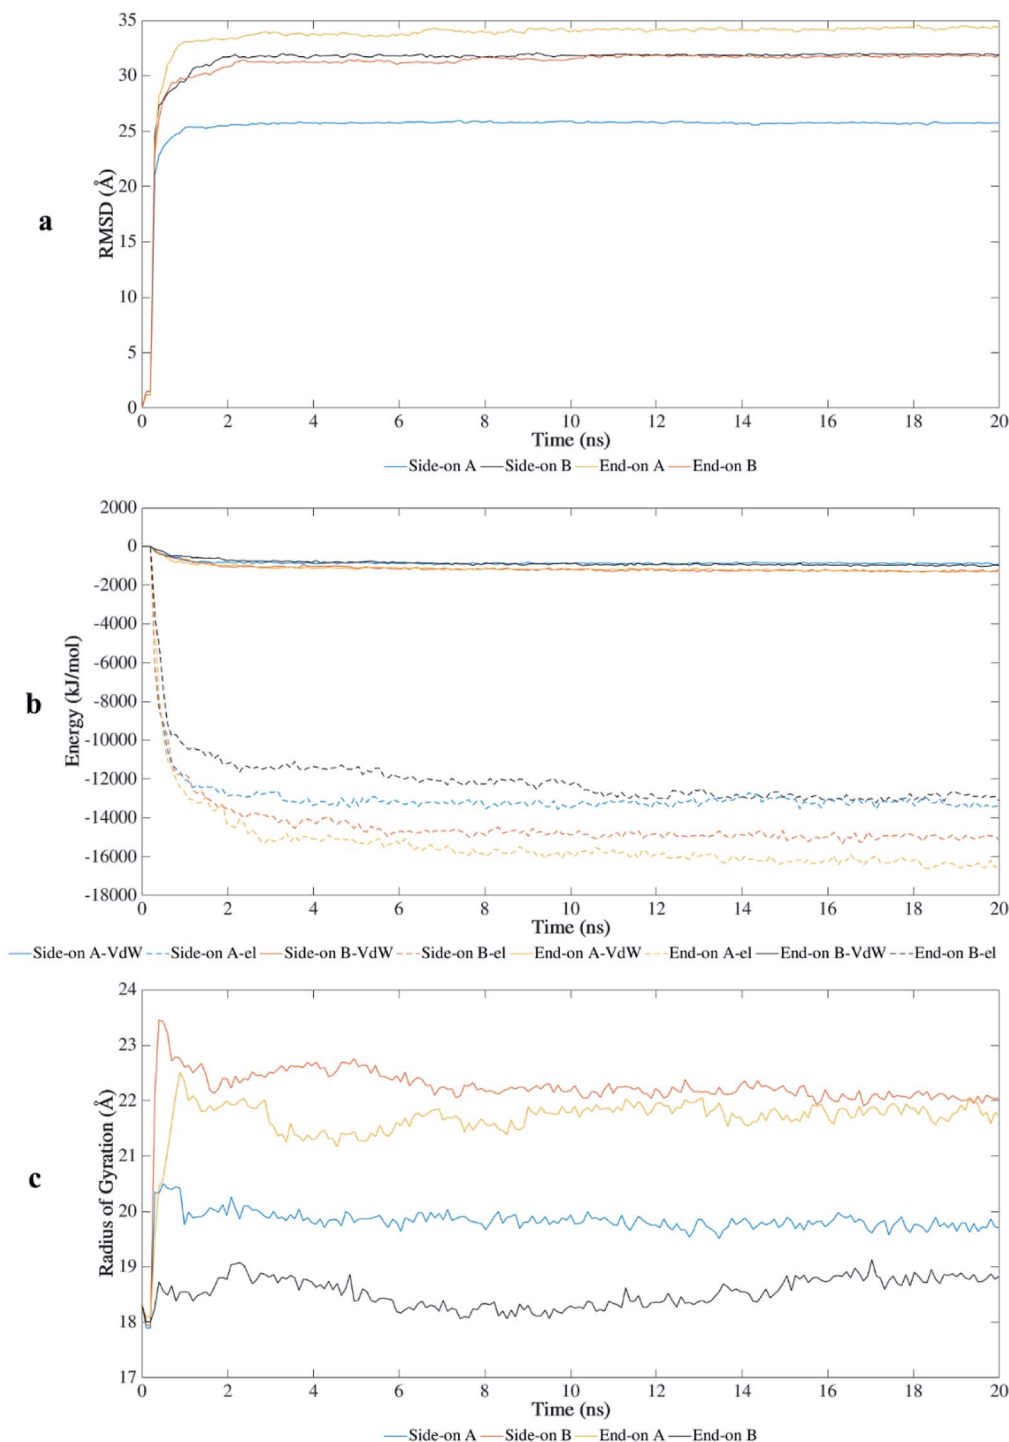 a
RMSD (Å)
35
30
25
20
15
10
5
0
0 2 4 6 8 10 12 14 16 18 20
Time (ns)
Side-on A Side-on B End-on A End-on B
b
Energy (kJ/mol)
2000
0
-2000
-4000
-6000
-8000
-10000
-12000
-14000
-16000
-18000
0 2 4 6 8 10 12 14 16 18 20
Time (ns)
Side-on A-VdW Side-on A-el Side-on B-VdW Side-on B-el End-on A-VdW End-on A-el End-on B-VdW End-on B-el
c
Radius of Gyration (Å)
24
23
22
21
20
19
18
17
0 2 4 6 8 10 12 14 16 18 20
Time (ns)
Side-on A Side-on B End-on A End-on B